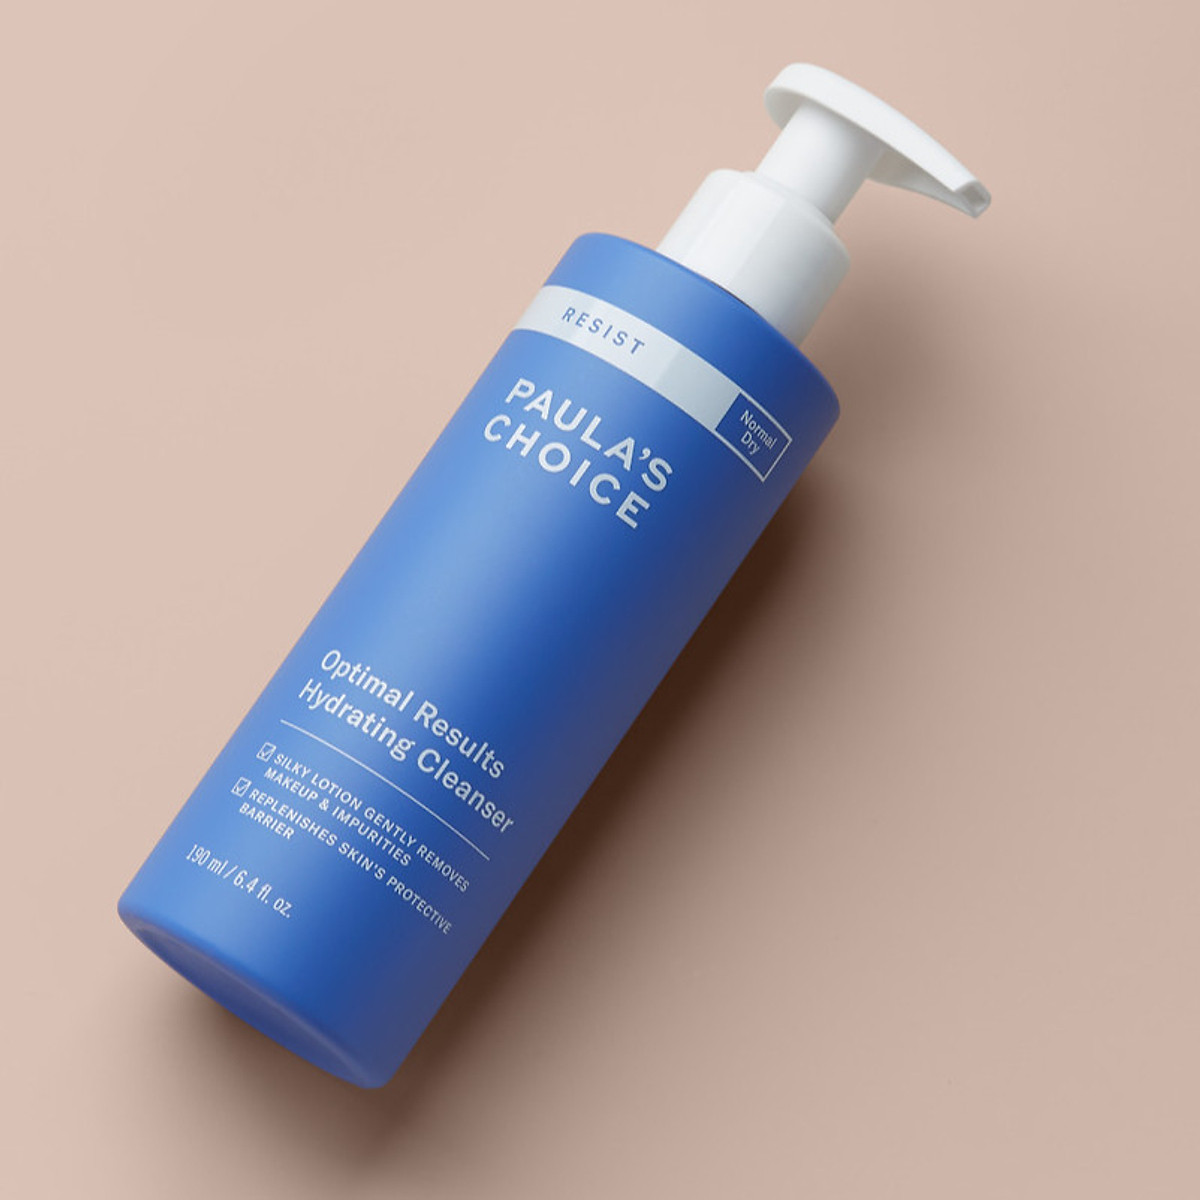 RESIST
Normal
Dry
PAULA'S
CHOICE
Optimal Results
Hydrating Cleanser
SILKY LOTION GENTLY REMOVES
MAKEUP & IMPURITIES
REPLENISHES SKIN'S PROTECTIVE
BARRIER
190 ml / 6.4 fl. oz.